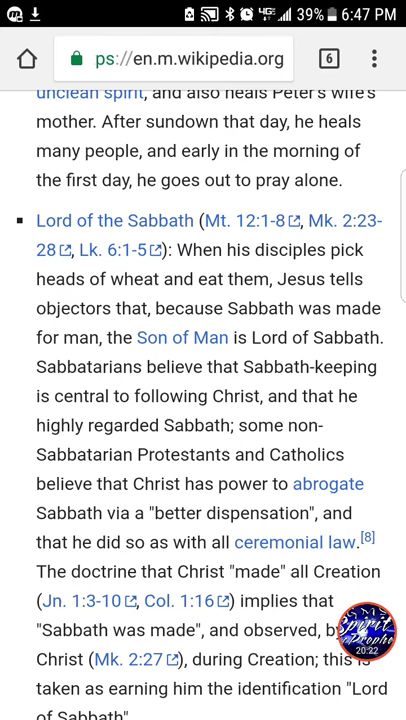 39% 6:47 PM
ps://en.m.wikipedia.org
6
unclean spirit, and also heals Peter's wife's
mother. After sundown that day, he heals
many people, and early in the morning of
the first day, he goes out to pray alone.
Lord of the Sabbath (Mt. 12:1-8, Mk. 2:23-
28, Lk. 6:1-5): When his disciples pick
heads of wheat and eat them, Jesus tells
objectors that, because Sabbath was made
for man, the Son of Man is Lord of Sabbath.
Sabbatarians believe that Sabbath-keeping
is central to following Christ, and that he
highly regarded Sabbath; some non-
Sabbatarian Protestants and Catholics
believe that Christ has power to abrogate
Sabbath via a "better dispensation", and
that he did so as with all ceremonial law.[8]
The doctrine that Christ "made" all Creation
(Jn. 1:3-10, Col. 1:16) implies that
"Sabbath was made", and observed, by
Christ (Mk. 2:27), during Creation; this is
taken as earning him the identification "Lord
of Sabbath".
Spirit
20:22